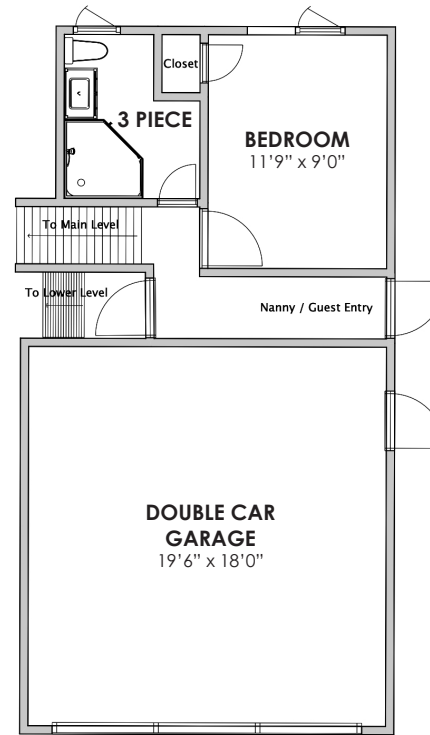 Closet
3 PIECE
BEDROOM
11'9” x 9'0”
To Main Level
To Lower Level
Nanny / Guest Entry
DOUBLE CAR
GARAGE
19'6” x 18'0”